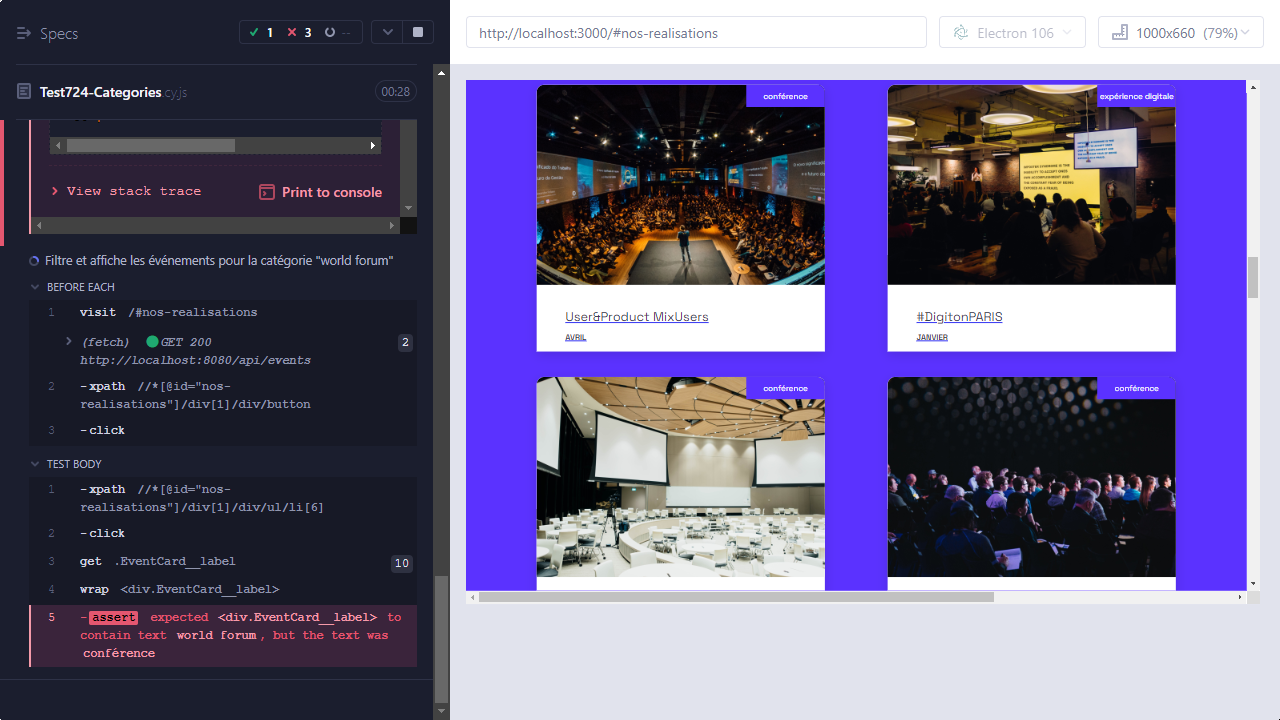 Specs
1
3
--
Test724-Categories.cy.js
00:28
View stack trace
Print to console
Filtre et affiche les événements pour la catégorie "world forum"
BEFORE EACH
1 visit /#nos-realisations
(fetch) GET 200
2
http://localhost:8080/api/events
2 -xpath //*[@id="nos-
realisations"]/div[1]/div/button
3 -click
TEST BODY
1 -xpath //*[@id="nos-
realisations"]/div[1]/div/ul/li[6]
2 -click
3 get .EventCard__label
10
4 wrap <div.EventCard__label>
5 -assert expected <div.EventCard__label> to
contain text world forum, but the text was
conférence
http://localhost:3000/#nos-realisations
Electron 106
1000x660 (79%)
conférence
expérience digitale
User&Product MixUsers
AVRIL
#DigitonPARIS
JANVIER
conférence
conférence